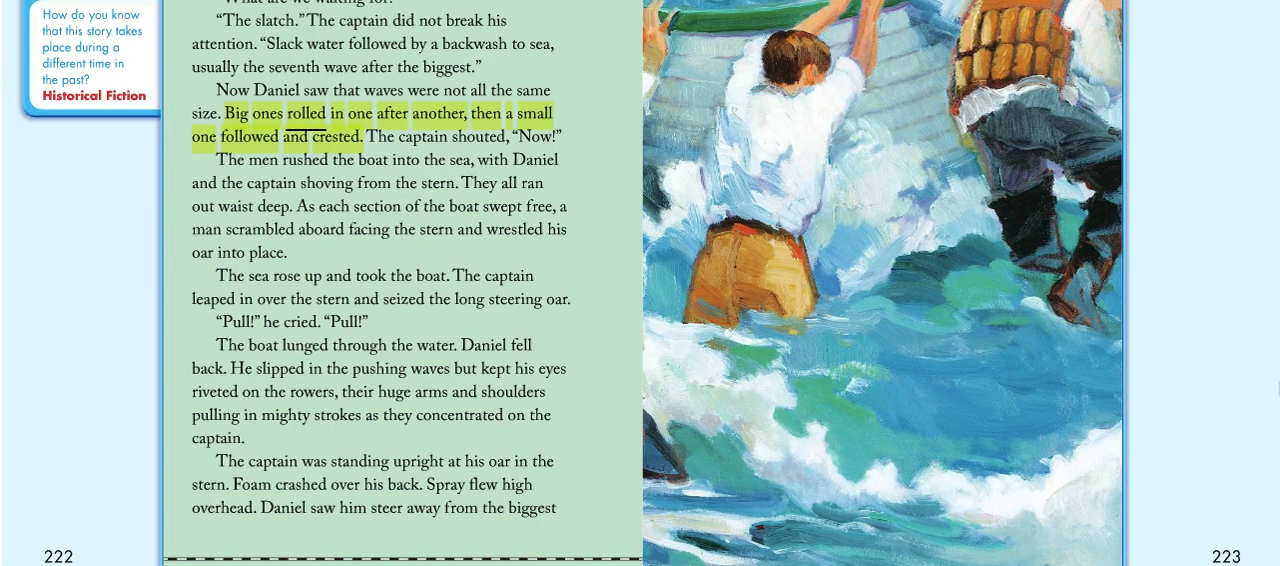 How do you know
that this story takes
place during a
different time in
the past?
Historical Fiction
"What are we waiting for?"
"The slatch." The captain did not break his
attention. "Slack water followed by a backwash to sea,
usually the seventh wave after the biggest."
Now Daniel saw that waves were not all the same
size. Big ones rolled in one after another, then a small
one followed and crested. The captain shouted, "Now!"
The men rushed the boat into the sea, with Daniel
and the captain shoving from the stern. They all ran
out waist deep. As each section of the boat swept free, a
man scrambled aboard facing the stern and wrestled his
oar into place.
The sea rose up and took the boat. The captain
leaped in over the stern and seized the long steering oar.
"Pull!" he cried. "Pull!"
The boat lunged through the water. Daniel fell
back. He slipped in the pushing waves but kept his eyes
riveted on the rowers, their huge arms and shoulders
pulling in mighty strokes as they concentrated on the
captain.
The captain was standing upright at his oar in the
stern. Foam crashed over his back. Spray flew high
overhead. Daniel saw him steer away from the biggest
222
223